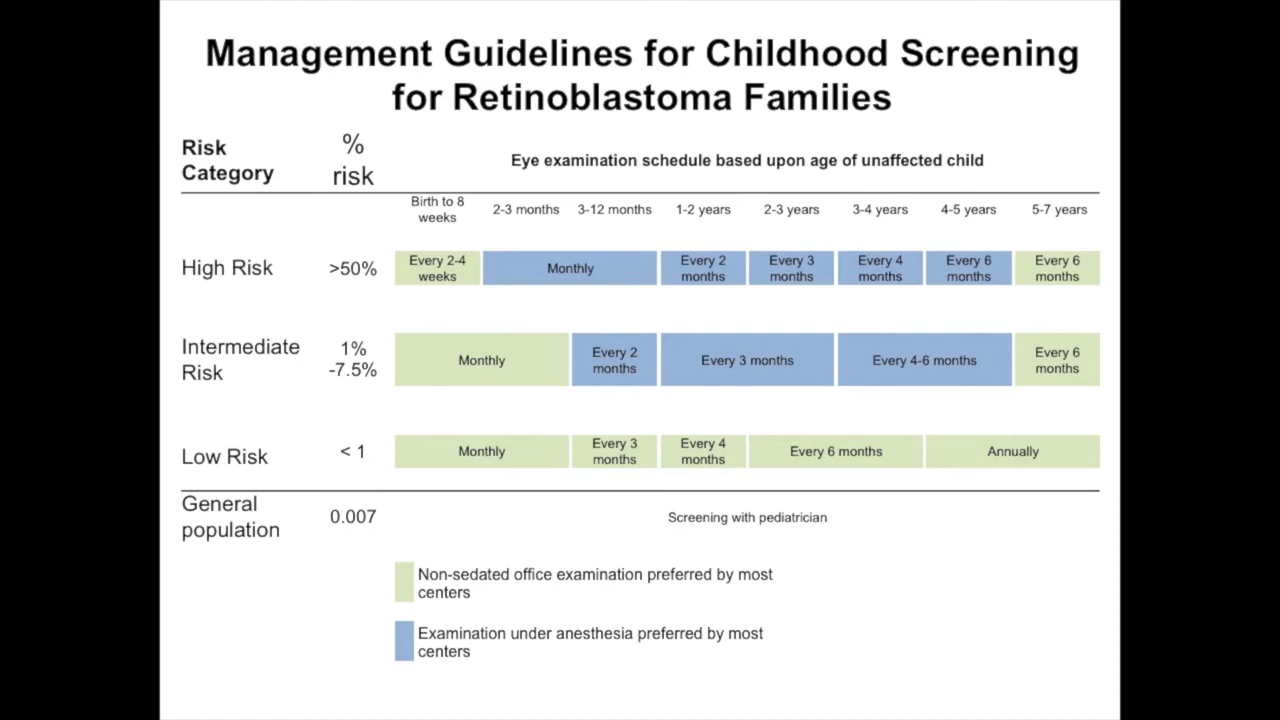 Management Guidelines for Childhood Screening
for Retinoblastoma Families
Risk
Category
%
risk
Eye examination schedule based upon age of unaffected child
Birth to 8
weeks
2-3 months
3-12 months
1-2 years
2-3 years
3-4 years
4-5 years
5-7 years
High Risk
>50%
Every 2-4
weeks
Monthly
Every 2
months
Every 3
months
Every 4
months
Every 6
months
Every 6
months
Intermediate
Risk
1%
-7.5%
Monthly
Every 2
months
Every 3 months
Every 4-6 months
Every 6
months
Low Risk
< 1
Monthly
Every 3
months
Every 4
months
Every 6 months
Annually
General
population
0.007
Screening with pediatrician
Non-sedated office examination preferred by most
centers
Examination under anesthesia preferred by most
centers